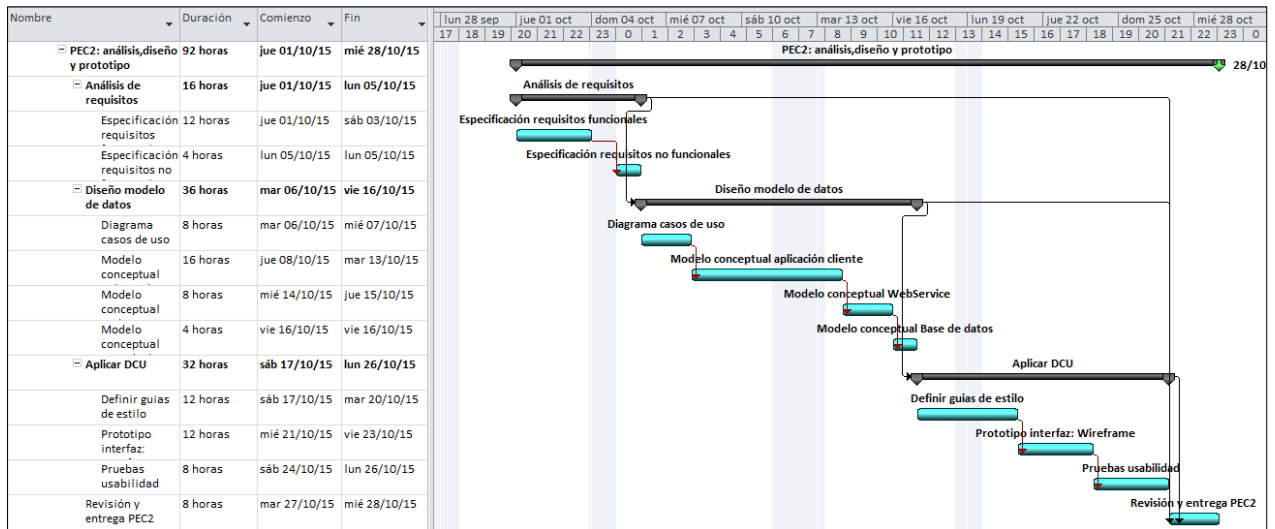 Nombre Duración Comienzo Fin lun 28 sep jue 01 oct dom 04 oct mié 07 oct sáb 10 oct mar 13 oct vie 16 oct lun 19 oct jue 22 oct dom 25 oct mié 28 oct
17 18 19 20 21 22 23 0 1 2 3 4 5 6 7 8 9 10 11 12 13 14 15 16 17 18 19 20 21 22 23 0
PEC2: análisis,diseño 92 horas jue 01/10/15 mié 28/10/15 PEC2: análisis,diseño y prototipo
y prototipo 28/10
Análisis de 16 horas jue 01/10/15 lun 05/10/15 Análisis de requisitos
requisitos
Especificación 12 horas jue 01/10/15 sáb 03/10/15 Especificación requisitos funcionales
requisitos
Especificación 4 horas lun 05/10/15 lun 05/10/15 Especificación requisitos no funcionales
requisitos no
Diseño modelo 36 horas mar 06/10/15 vie 16/10/15 Diseño modelo de datos
de datos
Diagrama 8 horas mar 06/10/15 mié 07/10/15 Diagrama casos de uso
casos de uso
Modelo 16 horas jue 08/10/15 mar 13/10/15 Modelo conceptual aplicación cliente
conceptual
Modelo 8 horas mié 14/10/15 jue 15/10/15 Modelo conceptual WebService
conceptual
Modelo 4 horas vie 16/10/15 vie 16/10/15 Modelo conceptual Base de datos
conceptual
Aplicar DCU 32 horas sáb 17/10/15 lun 26/10/15 Aplicar DCU
Definir guias 12 horas sáb 17/10/15 mar 20/10/15 Definir guias de estilo
de estilo
Prototipo 12 horas mié 21/10/15 vie 23/10/15 Prototipo interfaz: Wireframe
interfaz:
Pruebas 8 horas sáb 24/10/15 lun 26/10/15 Pruebas usabilidad
usabilidad
Revisión y 8 horas mar 27/10/15 mié 28/10/15 Revisión y entrega PEC2
entrega PEC2